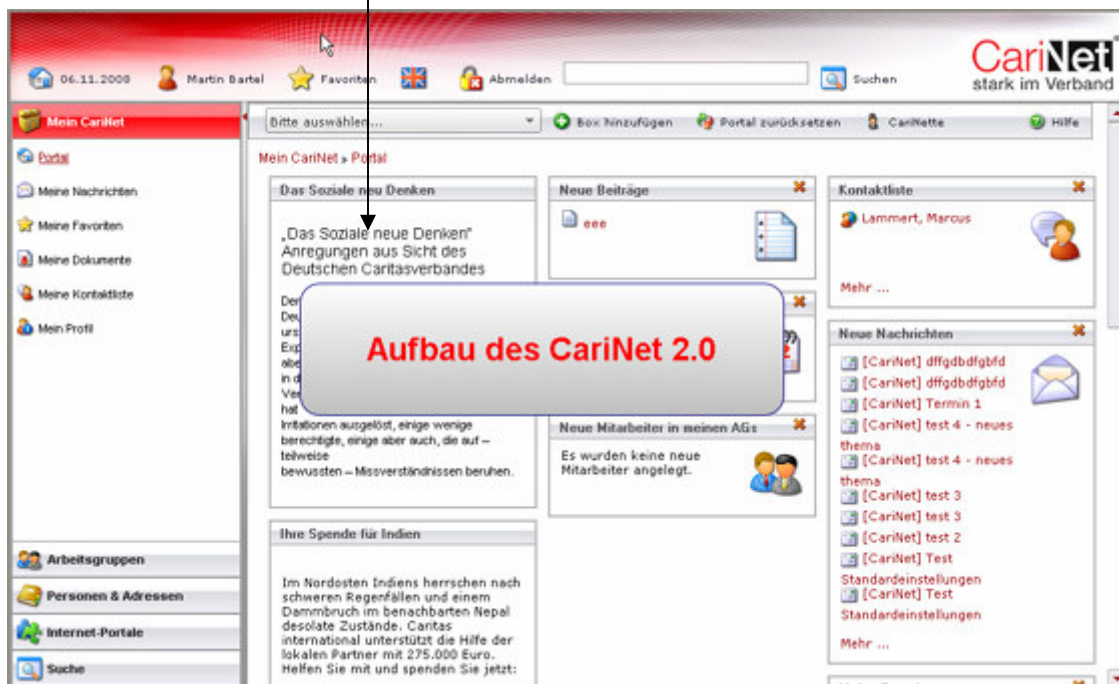 06.11.2008 Martin Bartel Favoriten Abmelden Suchen
CariNet
stark im Verband
Mein CariNet
Bitte auswählen... Box hinzufügen Portal zurücksetzen CariNette Hilfe
Portal
Meine Nachrichten
Meine Favoriten
Meine Dokumente
Meine Kontaktliste
Mein Profil
Arbeitsgruppen
Personen & Adressen
Internet-Portale
Suche
Mein CariNet » Portal
Das Soziale neu Denken
„Das Soziale neue Denken"
Anregungen aus Sicht des
Deutschen Caritasverbandes
Irritationen ausgelöst, einige wenige
berechtigte, einige aber auch, die auf –
teilweise
bewussten – Missverständnissen beruhen.
Ihre Spende für Indien
Im Nordosten Indiens herrschen nach
schweren Regenfällen und einem
Dammbruch im benachbarten Nepal
desolate Zustände. Caritas
international unterstützt die Hilfe der
lokalen Partner mit 275.000 Euro.
Helfen Sie mit und spenden Sie jetzt:
Aufbau des CariNet 2.0
Neue Beiträge
eee
Neue Mitarbeiter in meinen AGs
Es wurden keine neue
Mitarbeiter angelegt.
Kontaktliste
Lammert, Marcus
Mehr ...
Neue Nachrichten
[CariNet] dffgdbdfgbfd
[CariNet] dffgdbdfgbfd
[CariNet] Termin 1
[CariNet] test 4 - neues
thema
[CariNet] test 4 - neues
thema
[CariNet] test 3
[CariNet] test 3
[CariNet] test 2
[CariNet] Test
Standardeinstellungen
[CariNet] Test
Standardeinstellungen
Mehr ...